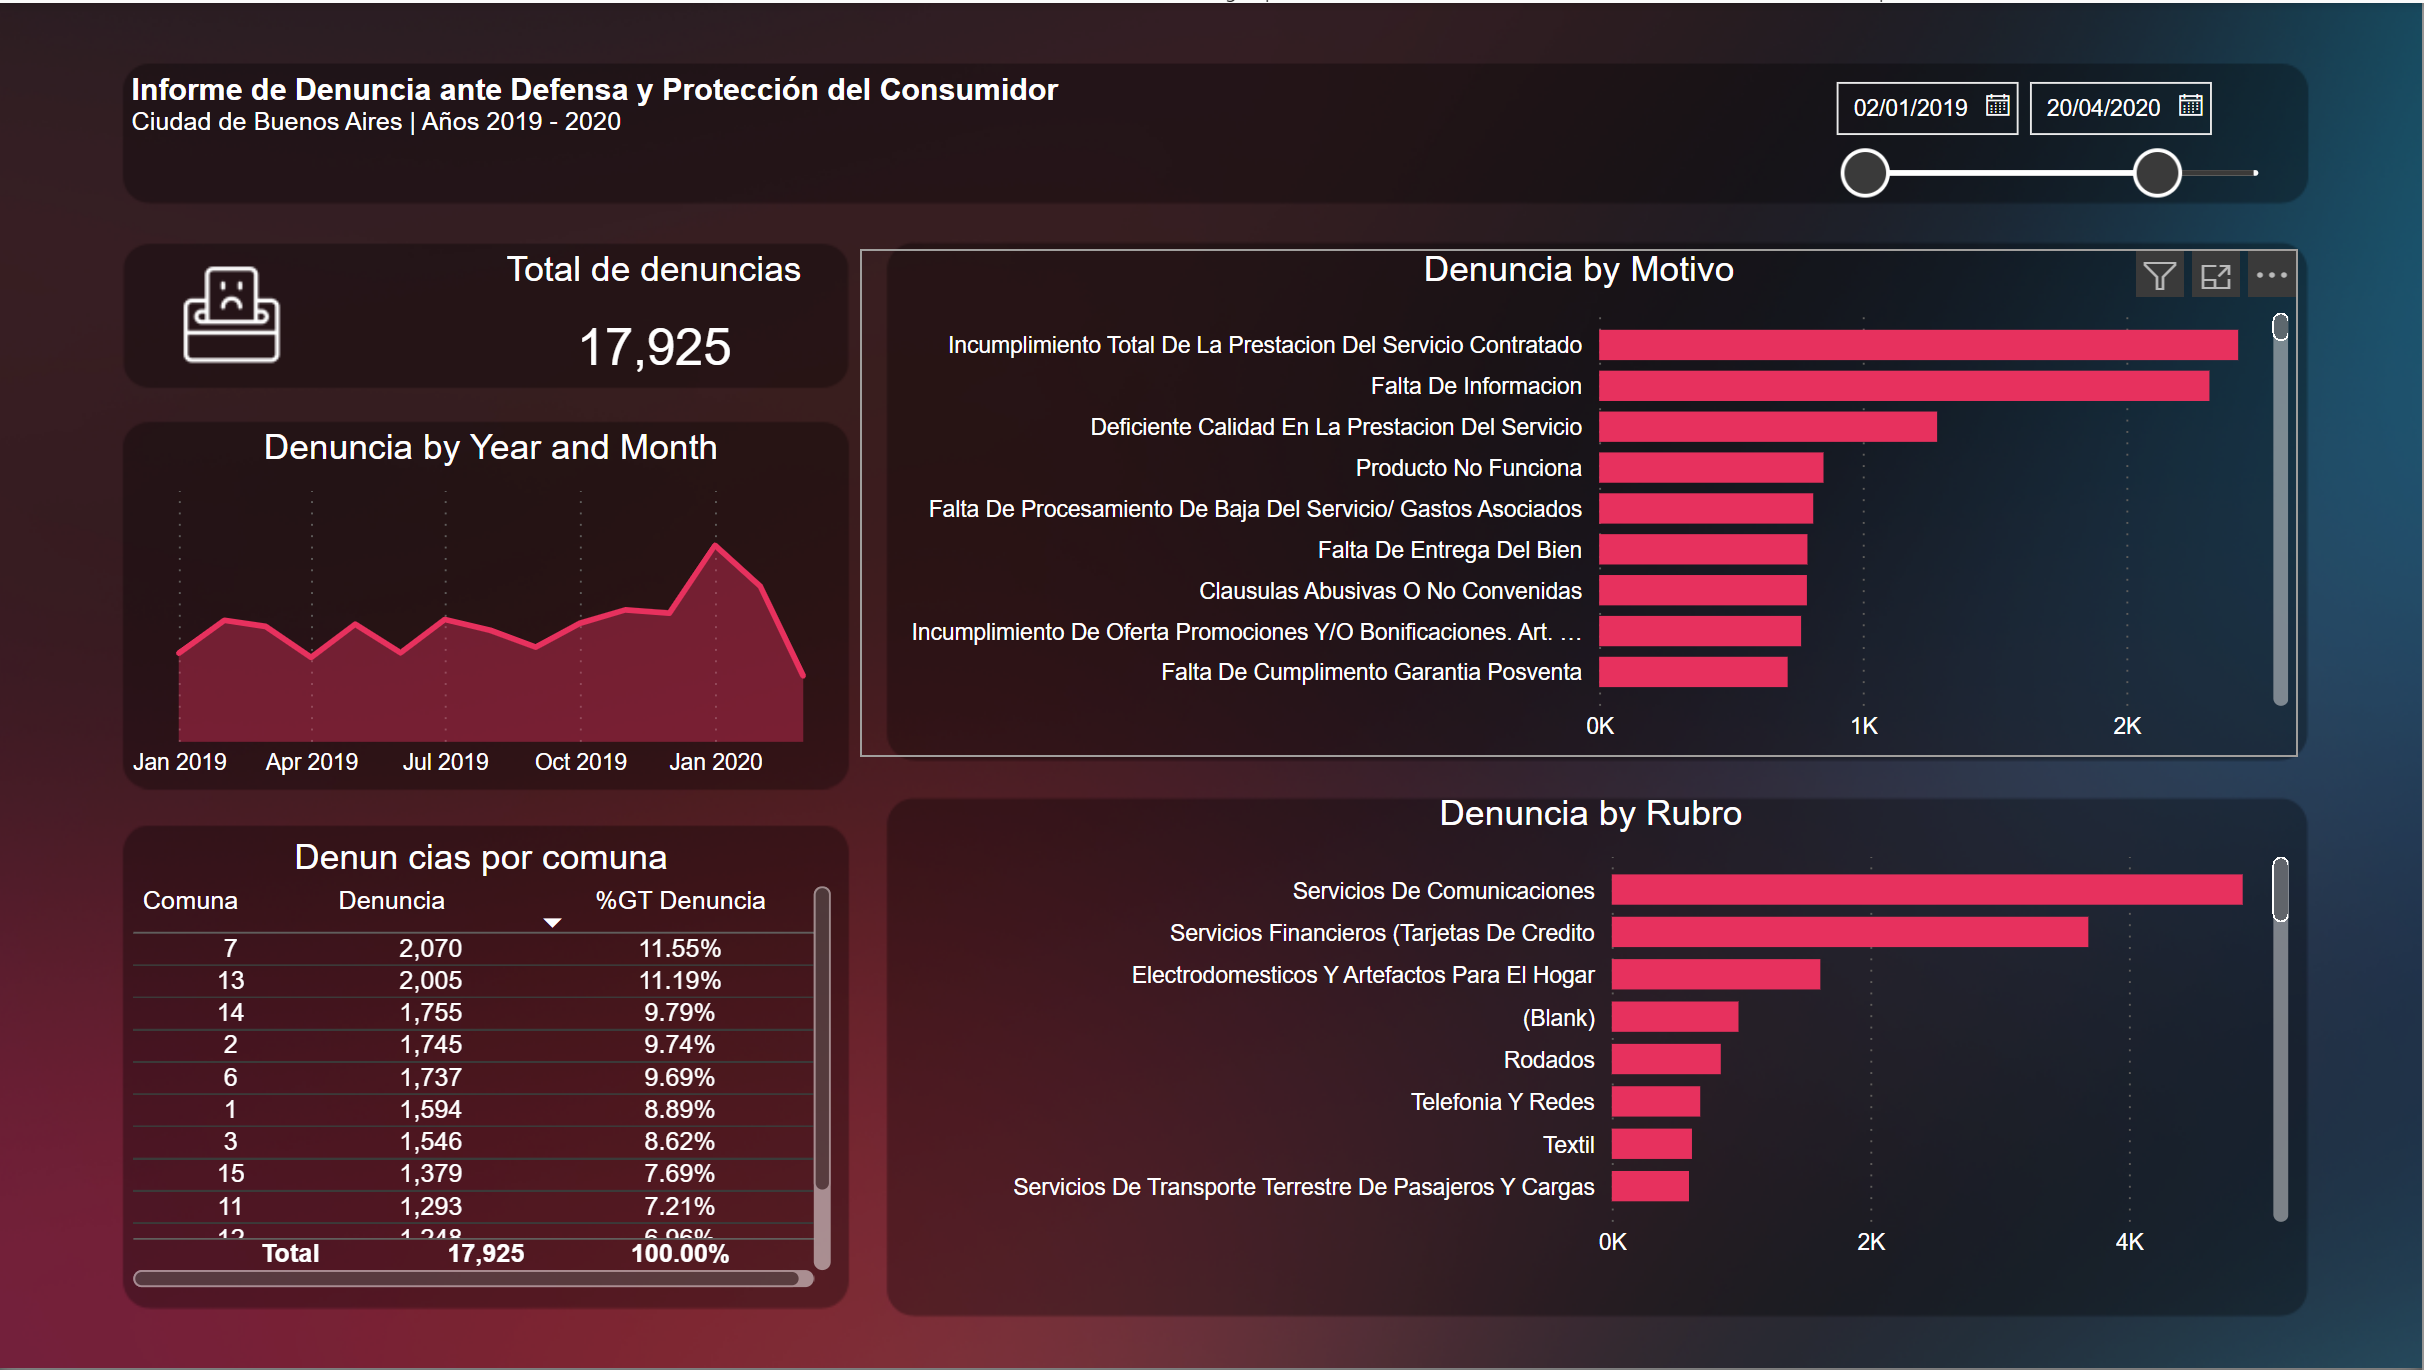 Informe de Denuncia ante Defensa y Protección del Consumidor
Ciudad de Buenos Aires | Años 2019 - 2020
02/01/2019
20/04/2020
Total de denuncias
17,925
Denuncia by Year and Month
Jan 2019 Apr 2019 Jul 2019 Oct 2019 Jan 2020
Denun cias por comuna
Comuna Denuncia %GT Denuncia
7 2,070 11.55%
13 2,005 11.19%
14 1,755 9.79%
2 1,745 9.74%
6 1,737 9.69%
1 1,594 8.89%
3 1,546 8.62%
15 1,379 7.69%
11 1,293 7.21%
12 1,248 6.96%
Total 17,925 100.00%
Denuncia by Motivo
Incumplimiento Total De La Prestacion Del Servicio Contratado
Falta De Informacion
Deficiente Calidad En La Prestacion Del Servicio
Producto No Funciona
Falta De Procesamiento De Baja Del Servicio/ Gastos Asociados
Falta De Entrega Del Bien
Clausulas Abusivas O No Convenidas
Incumplimiento De Oferta Promociones Y/O Bonificaciones. Art. …
Falta De Cumplimento Garantia Posventa
0K 1K 2K
Denuncia by Rubro
Servicios De Comunicaciones
Servicios Financieros (Tarjetas De Credito
Electrodomesticos Y Artefactos Para El Hogar
(Blank)
Rodados
Telefonia Y Redes
Textil
Servicios De Transporte Terrestre De Pasajeros Y Cargas
0K 2K 4K